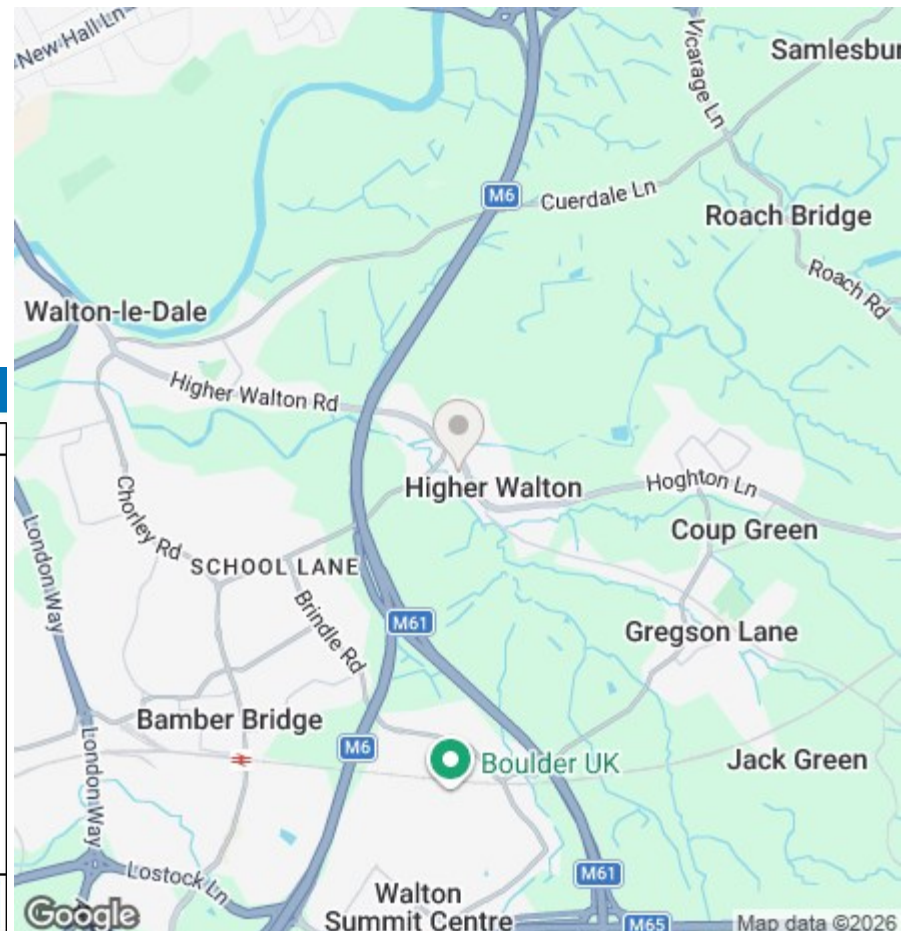 New Hall Ln
Vicarage Ln
Samlesbur
M6
Cuerdale Ln
Roach Bridge
Roach Rd
Walton-le-Dale
Higher Walton Rd
Higher Walton
Hoghton Ln
Coup Green
Chorley Rd
London Way
SCHOOL LANE
Brindle Rd
M61
Gregson Lane
Bamber Bridge
M6
Boulder UK
Jack Green
London Way
Lostock Ln
M61
Walton
Summit Centre
M65
Google
Map data ©2026